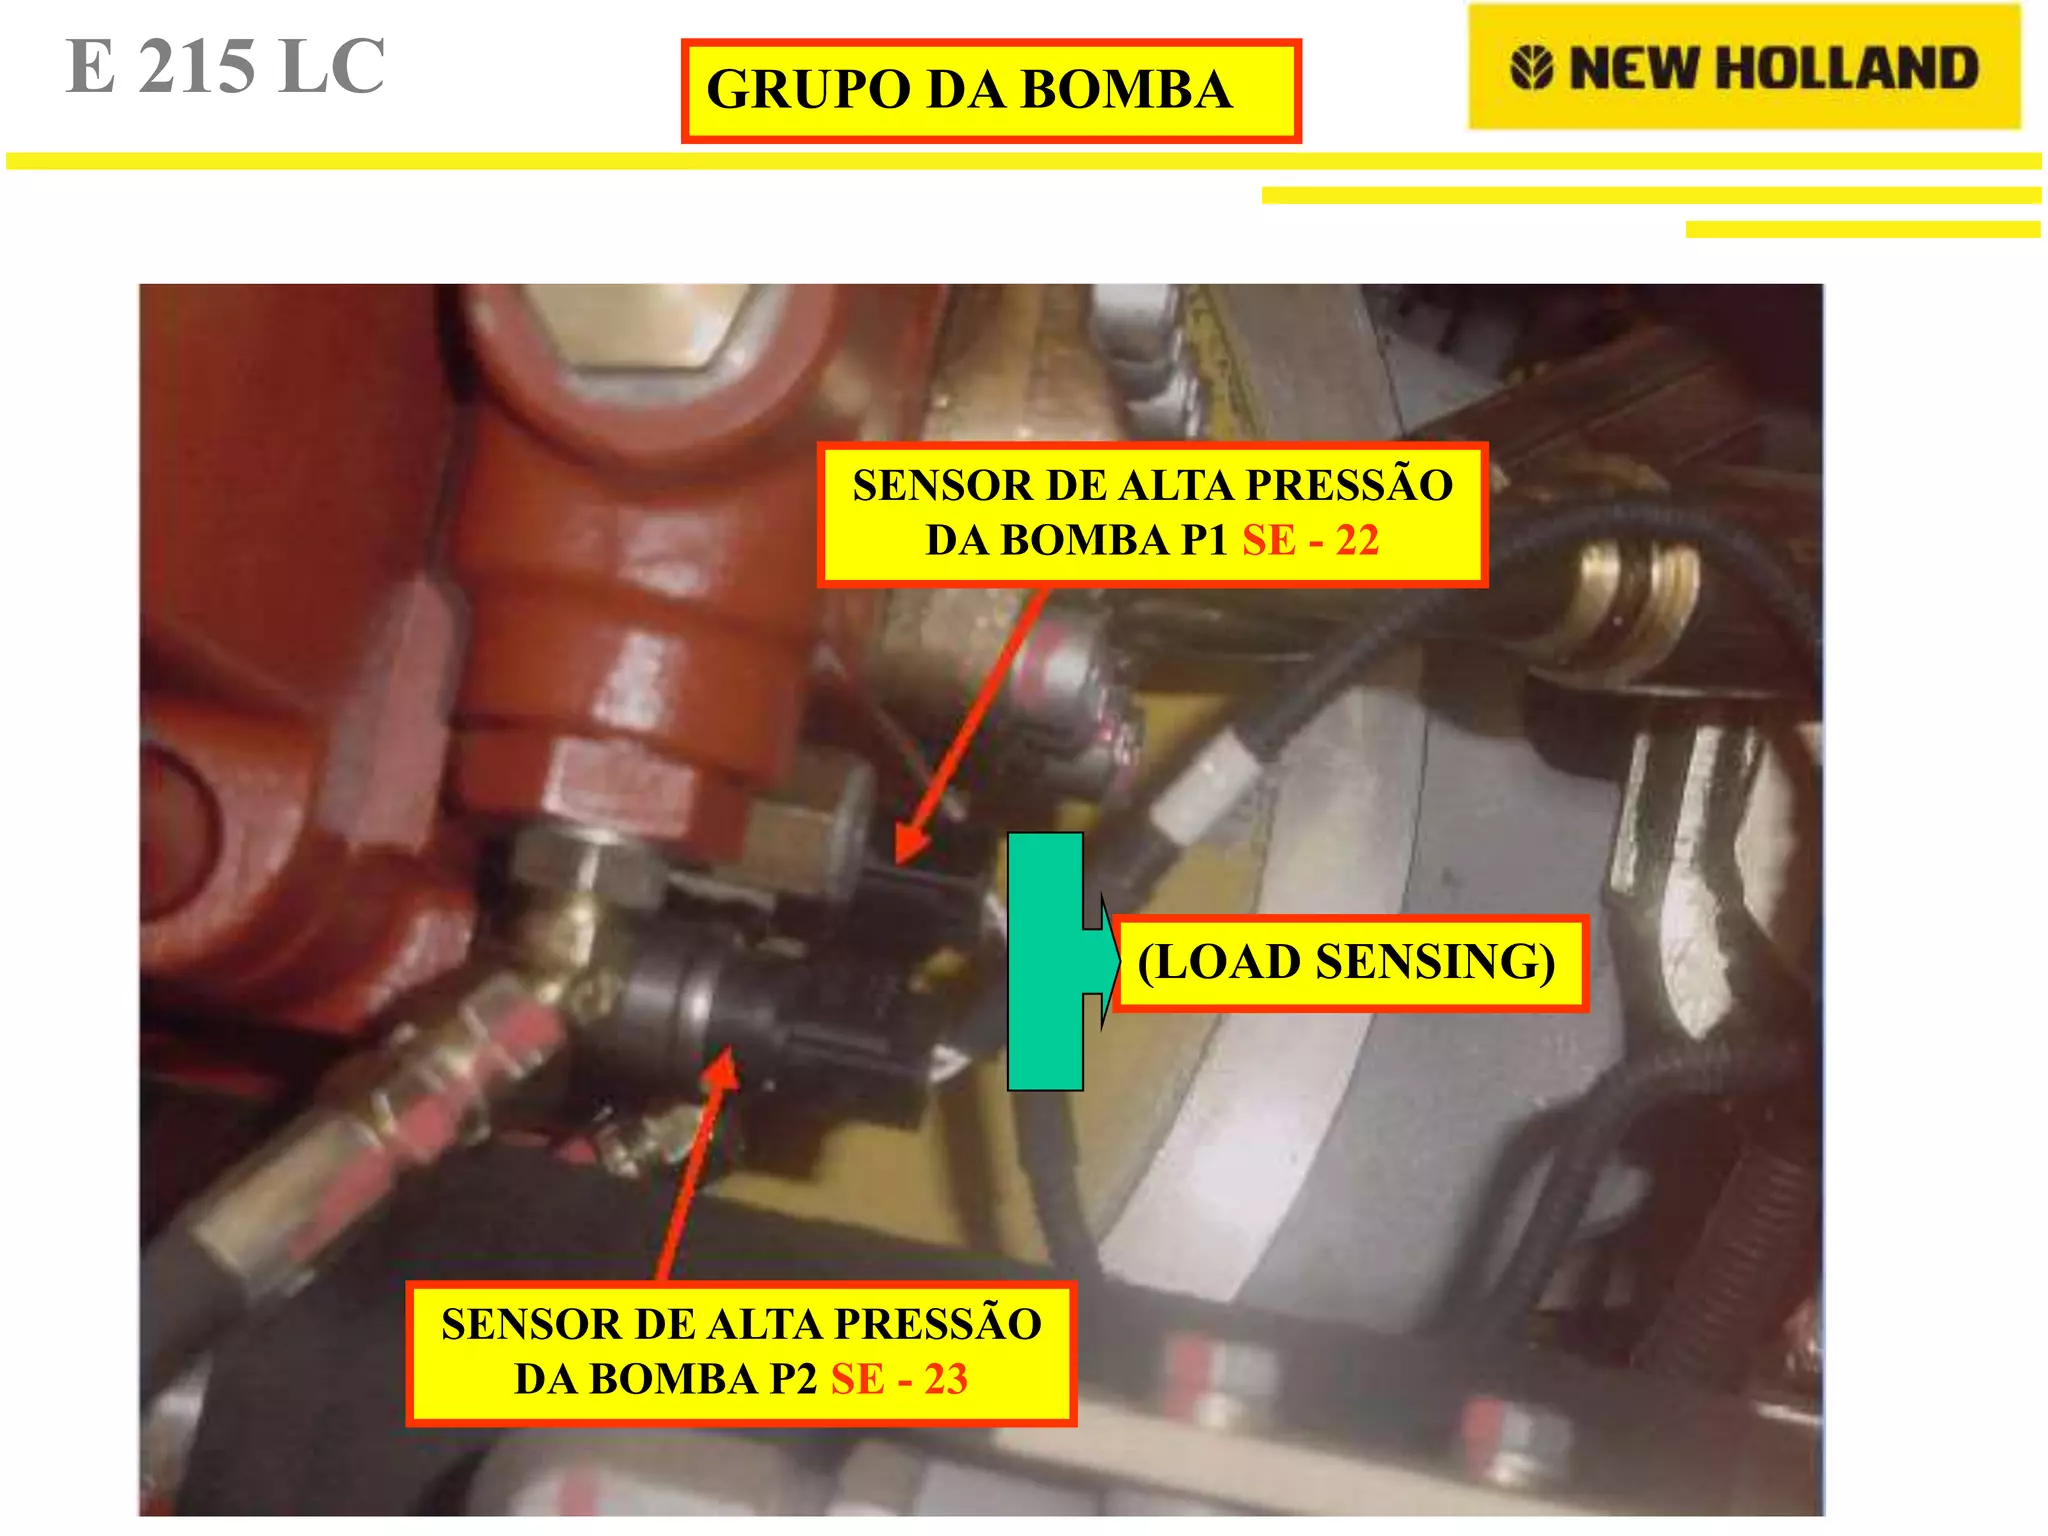 E 215 LC
GRUPO DA BOMBA
NEW HOLLAND
SENSOR DE ALTA PRESSÃO
DA BOMBA P1 SE - 22
(LOAD SENSING)
SENSOR DE ALTA PRESSÃO
DA BOMBA P2 SE - 23